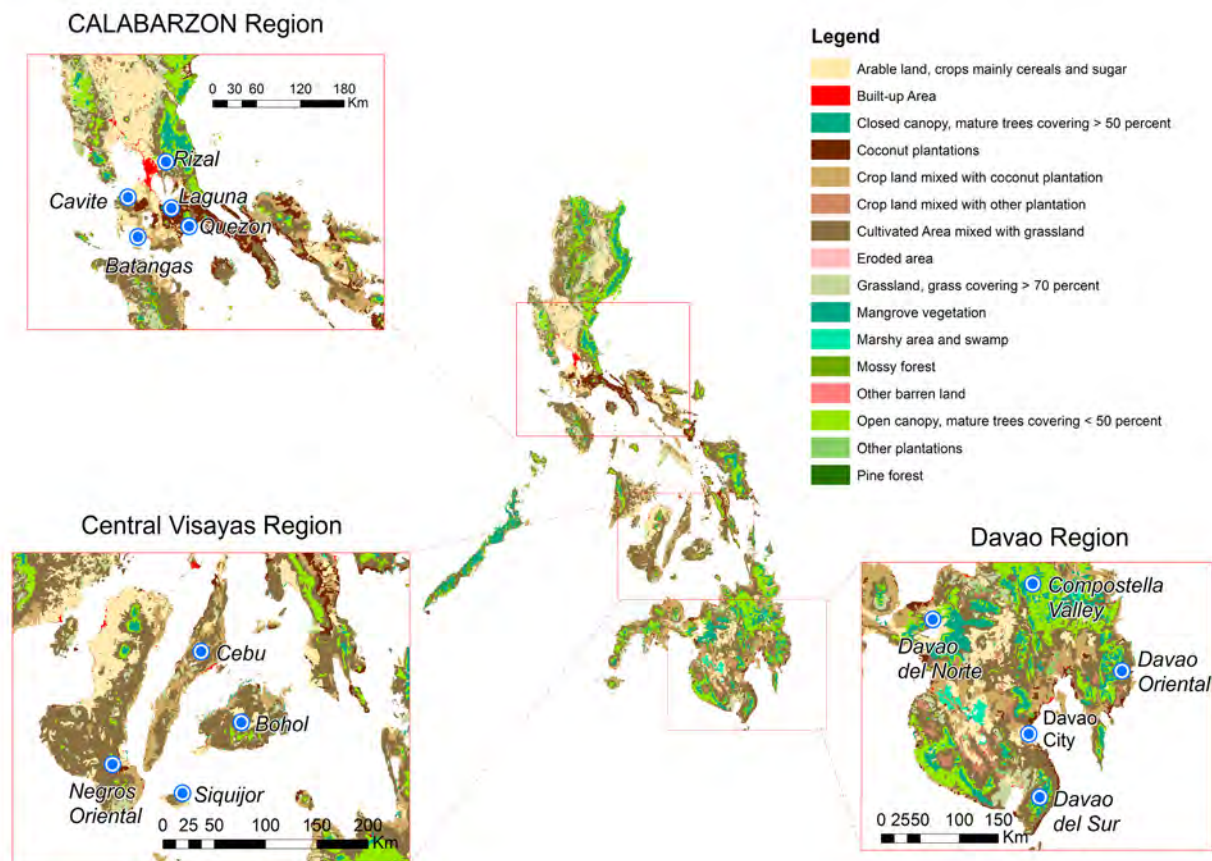 CALABARZON Region
0 30 60 120 180
Km
Rizal
Cavite
Laguna
Quezon
Batangas
Legend
Arable land, crops mainly cereals and sugar
Built-up Area
Closed canopy, mature trees covering > 50 percent
Coconut plantations
Crop land mixed with coconut plantation
Crop land mixed with other plantation
Cultivated Area mixed with grassland
Eroded area
Grassland, grass covering > 70 percent
Mangrove vegetation
Marshy area and swamp
Mossy forest
Other barren land
Open canopy, mature trees covering < 50 percent
Other plantations
Pine forest
Central Visayas Region
Cebu
Bohol
Negros
Oriental
Siquijor
0 25 50 100 150 200
Km
Davao Region
Compostella
Valley
Davao
del Norte
Davao
Oriental
Davao
City
Davao
del Sur
0 25 50 100 150
Km